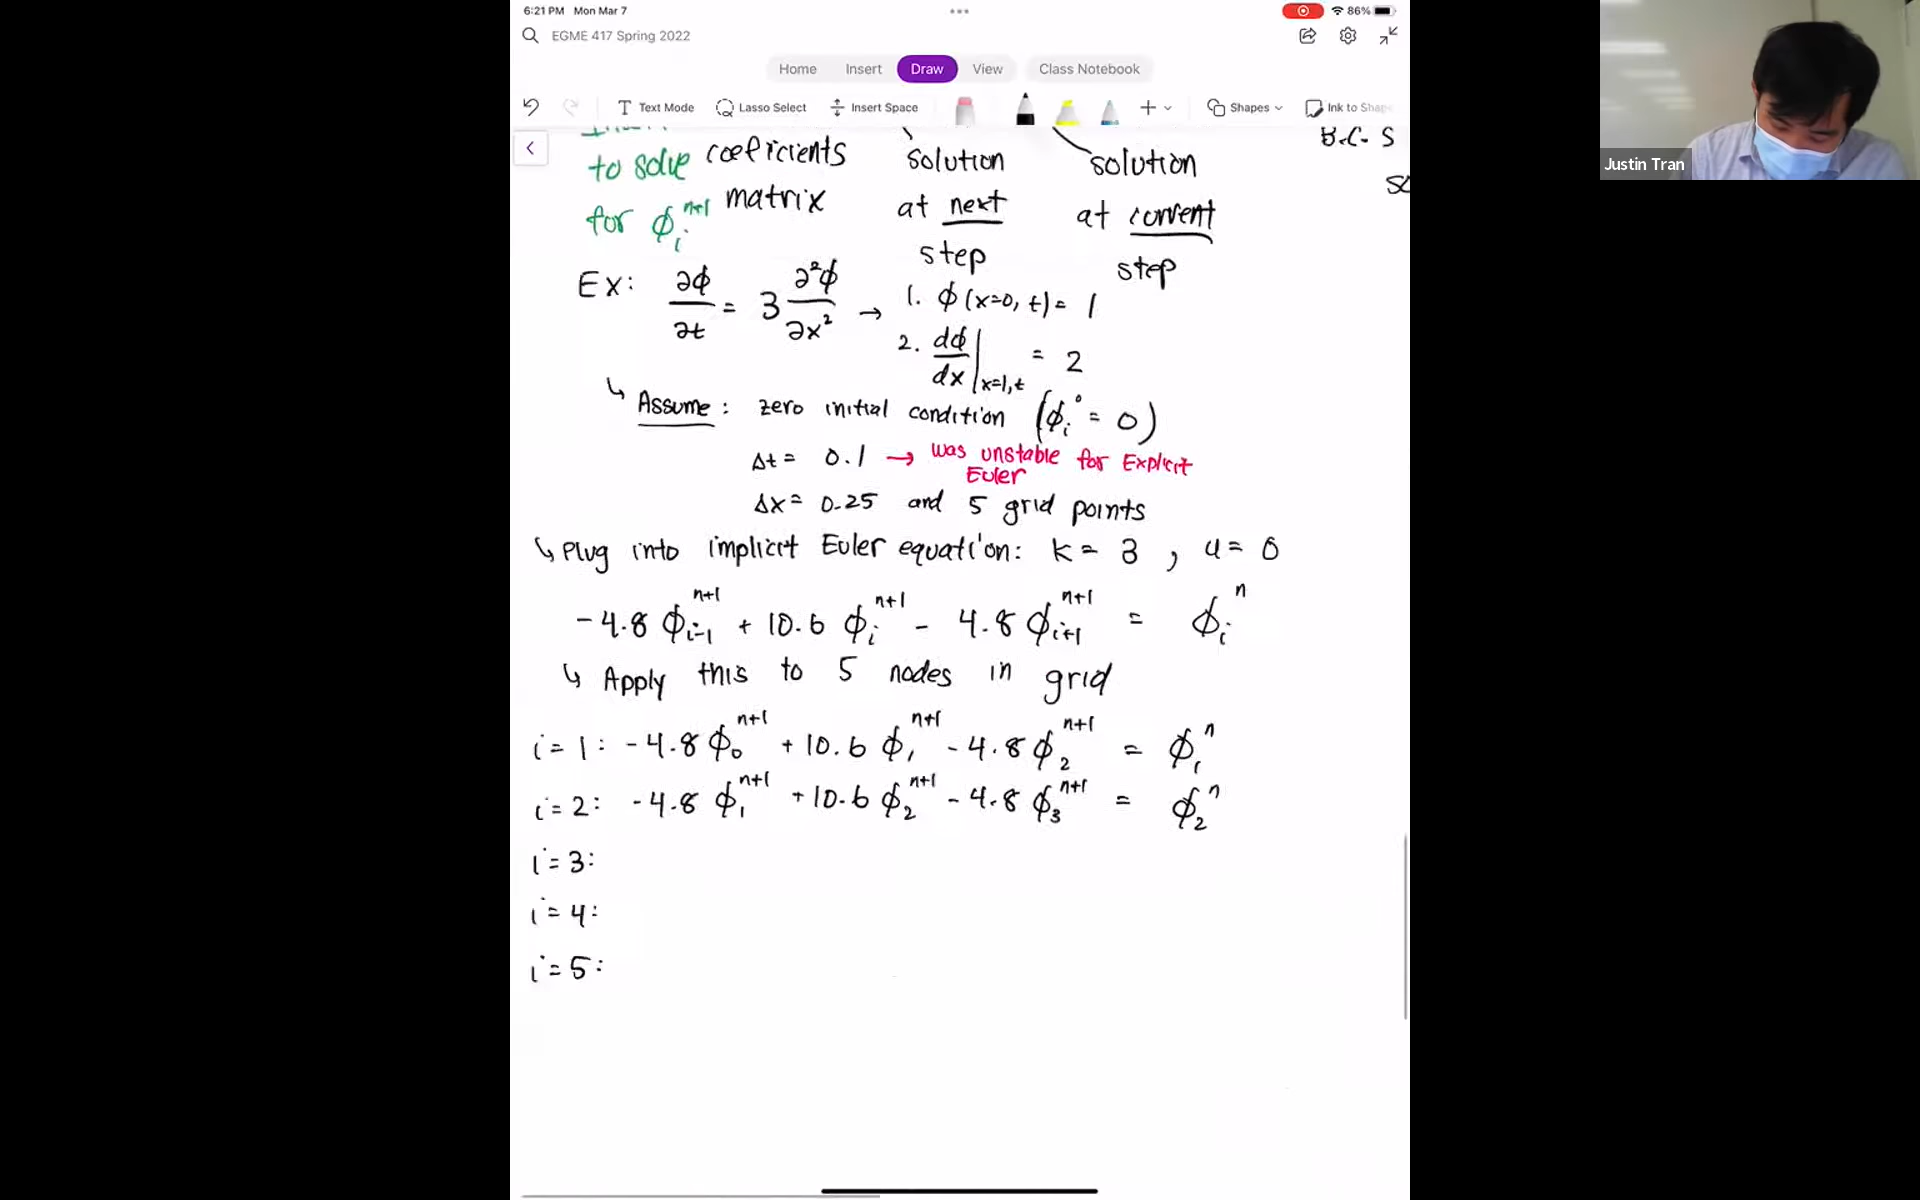 6:21 PM Mon Mar 7
86%
EGME 417 Spring 2022
Home Insert Draw View Class Notebook
Text Mode Lasso Select Insert Space Shapes Ink to Shap
Justin Tran
B.C. S
to solve coeficients solution solution
for ϕᵢⁿ⁺¹ matrix at next at current
step step
Ex: ∂ϕ/∂t = 3 ∂²ϕ/∂x² → 1. ϕ(x=0, t) = 1
2. dϕ/dx |x=1,t = 2
↳ Assume: zero initial condition (ϕᵢ⁰ = 0)
Δt = 0.1 → was unstable for Explicit
Euler
Δx = 0.25 and 5 grid points
↳ Plug into implicit Euler equation: k = 3, u = 0
-4.8 ϕᵢ₋₁ⁿ⁺¹ + 10.6 ϕᵢⁿ⁺¹ - 4.8 ϕᵢ₊₁ⁿ⁺¹ = ϕᵢⁿ
↳ Apply this to 5 nodes in grid
i = 1: -4.8 ϕ₀ⁿ⁺¹ + 10.6 ϕ₁ⁿ⁺¹ - 4.8 ϕ₂ⁿ⁺¹ = ϕ₁ⁿ
i = 2: -4.8 ϕ₁ⁿ⁺¹ + 10.6 ϕ₂ⁿ⁺¹ - 4.8 ϕ₃ⁿ⁺¹ = ϕ₂ⁿ
i = 3:
i = 4:
i = 5: